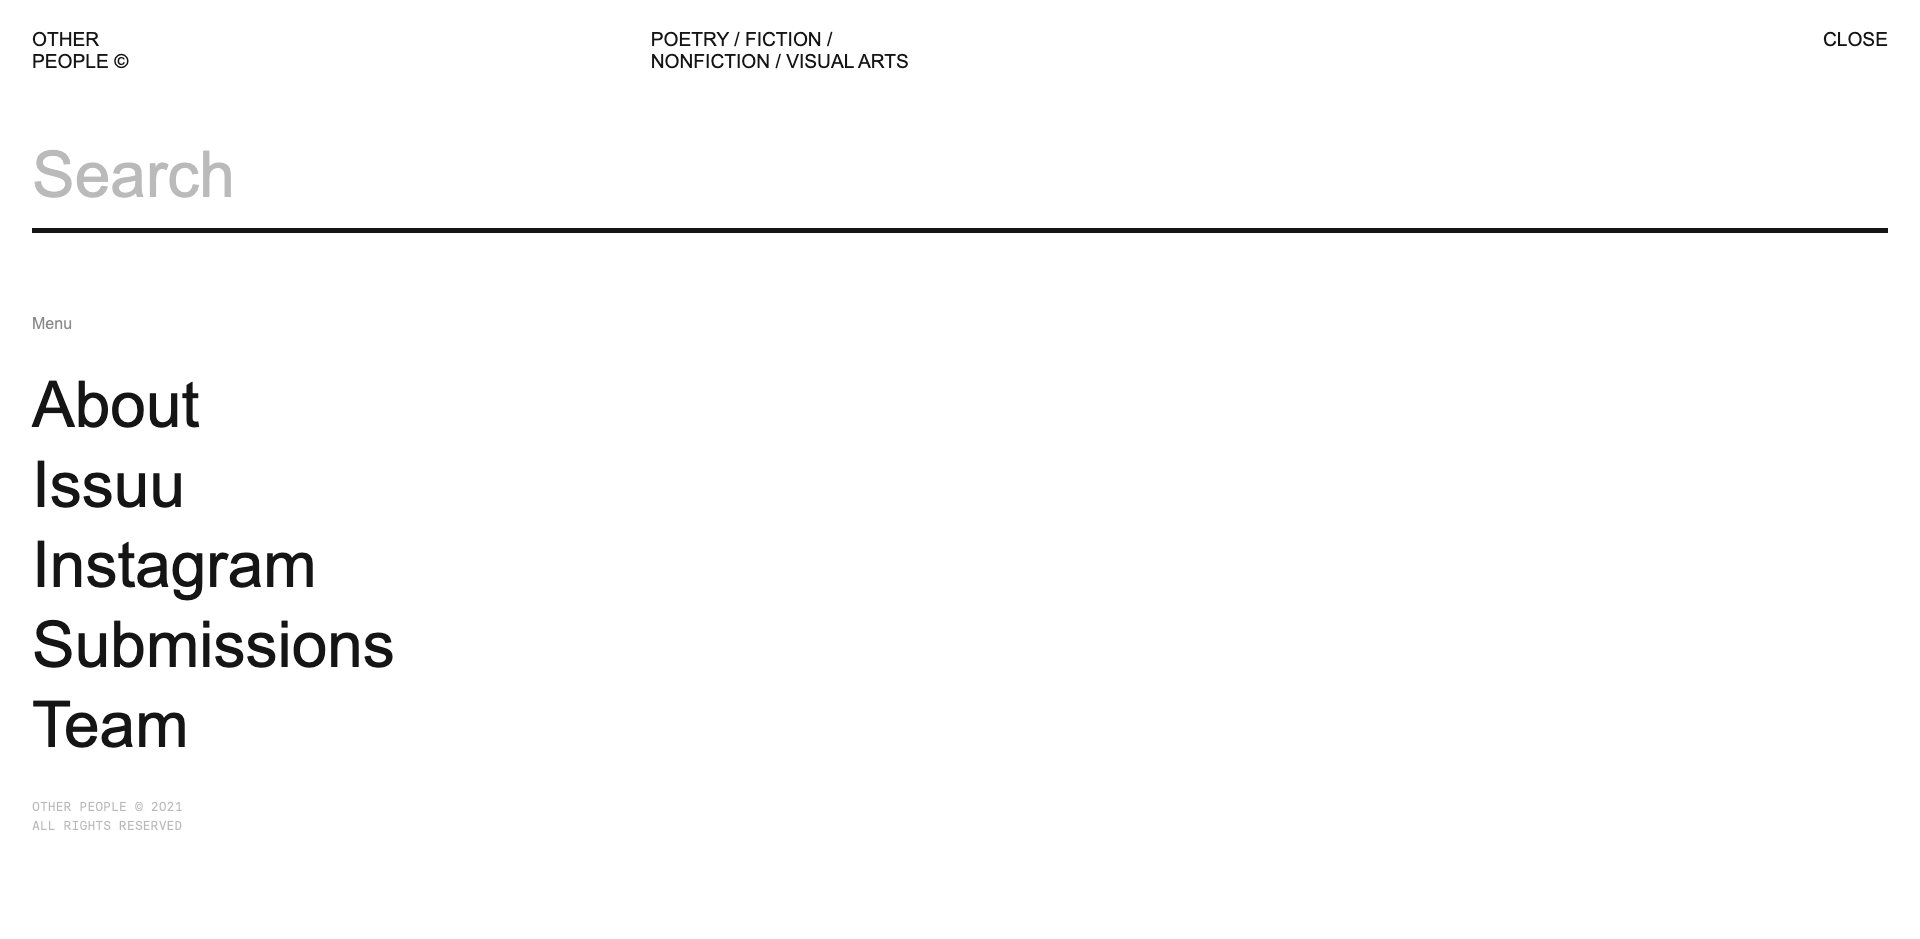 OTHER
PEOPLE ©
POETRY / FICTION /
NONFICTION / VISUAL ARTS
CLOSE
Search
Menu
About
Issuu
Instagram
Submissions
Team
OTHER PEOPLE © 2021
ALL RIGHTS RESERVED